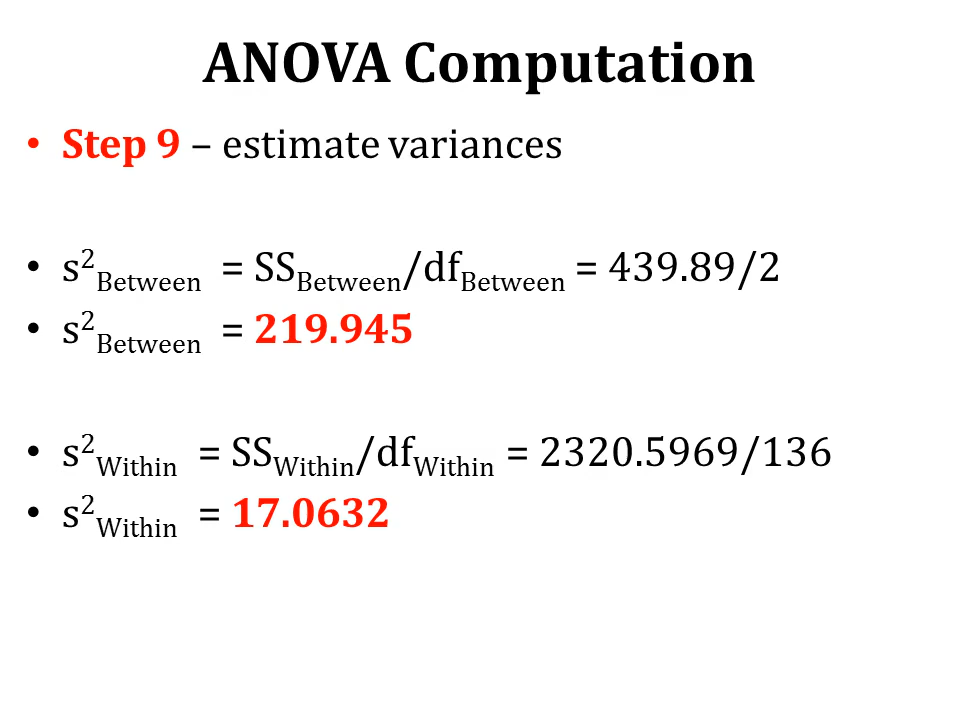 ANOVA Computation
• Step 9 – estimate variances
• s²Between = SSBetween/dfBetween = 439.89/2
• s²Between = 219.945
• s²Within = SSWithin/dfWithin = 2320.5969/136
• s²Within = 17.0632